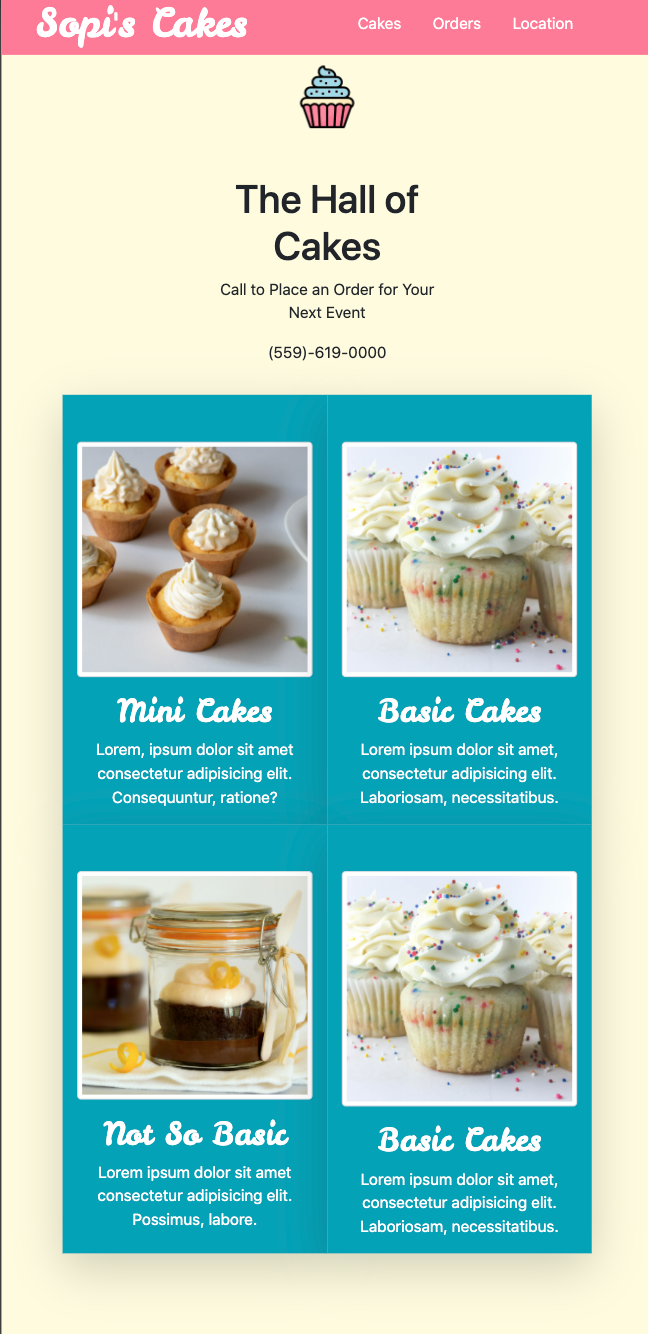 Sopi's Cakes
Cakes Orders Location
The Hall of
Cakes
Call to Place an Order for Your
Next Event
(559)-619-0000
Mini Cakes
Lorem, ipsum dolor sit amet
consectetur adipisicing elit.
Consequuntur, ratione?
Basic Cakes
Lorem ipsum dolor sit amet,
consectetur adipisicing elit.
Laboriosam, necessitatibus.
Not So Basic
Lorem ipsum dolor sit amet
consectetur adipisicing elit.
Possimus, labore.
Basic Cakes
Lorem ipsum dolor sit amet,
consectetur adipisicing elit.
Laboriosam, necessitatibus.